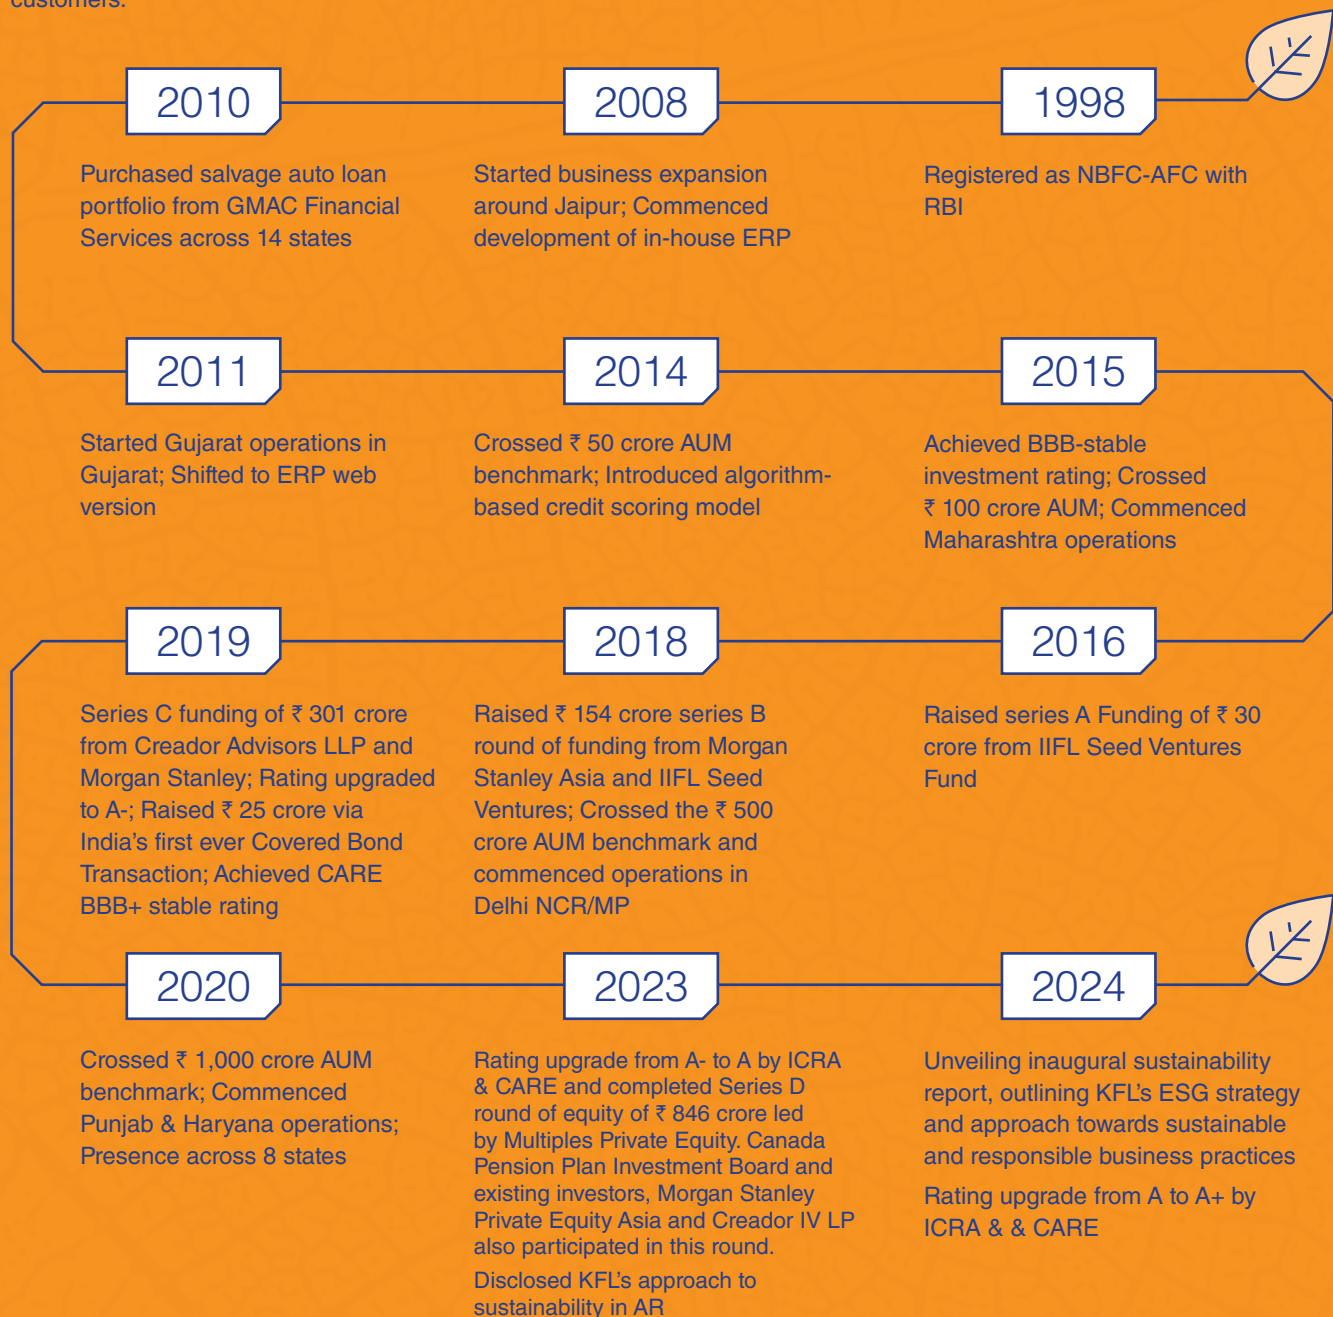 customers.
2010
2008
1998
Purchased salvage auto loan
portfolio from GMAC Financial
Services across 14 states
Started business expansion
around Jaipur; Commenced
development of in-house ERP
Registered as NBFC-AFC with
RBI
2011
2014
2015
Started Gujarat operations in
Gujarat; Shifted to ERP web
version
Crossed ₹ 50 crore AUM
benchmark; Introduced algorithm-
based credit scoring model
Achieved BBB-stable
investment rating; Crossed
₹ 100 crore AUM; Commenced
Maharashtra operations
2019
2018
2016
Series C funding of ₹ 301 crore
from Creador Advisors LLP and
Morgan Stanley; Rating upgraded
to A-; Raised ₹ 25 crore via
India’s first ever Covered Bond
Transaction; Achieved CARE
BBB+ stable rating
Raised ₹ 154 crore series B
round of funding from Morgan
Stanley Asia and IIFL Seed
Ventures; Crossed the ₹ 500
crore AUM benchmark and
commenced operations in
Delhi NCR/MP
Raised series A Funding of ₹ 30
crore from IIFL Seed Ventures
Fund
2020
2023
2024
Crossed ₹ 1,000 crore AUM
benchmark; Commenced
Punjab & Haryana operations;
Presence across 8 states
Rating upgrade from A- to A by ICRA
& CARE and completed Series D
round of equity of ₹ 846 crore led
by Multiples Private Equity. Canada
Pension Plan Investment Board and
existing investors, Morgan Stanley
Private Equity Asia and Creador IV LP
also participated in this round.
Disclosed KFL’s approach to
sustainability in AR
Unveiling inaugural sustainability
report, outlining KFL’s ESG strategy
and approach towards sustainable
and responsible business practices
Rating upgrade from A to A+ by
ICRA & & CARE